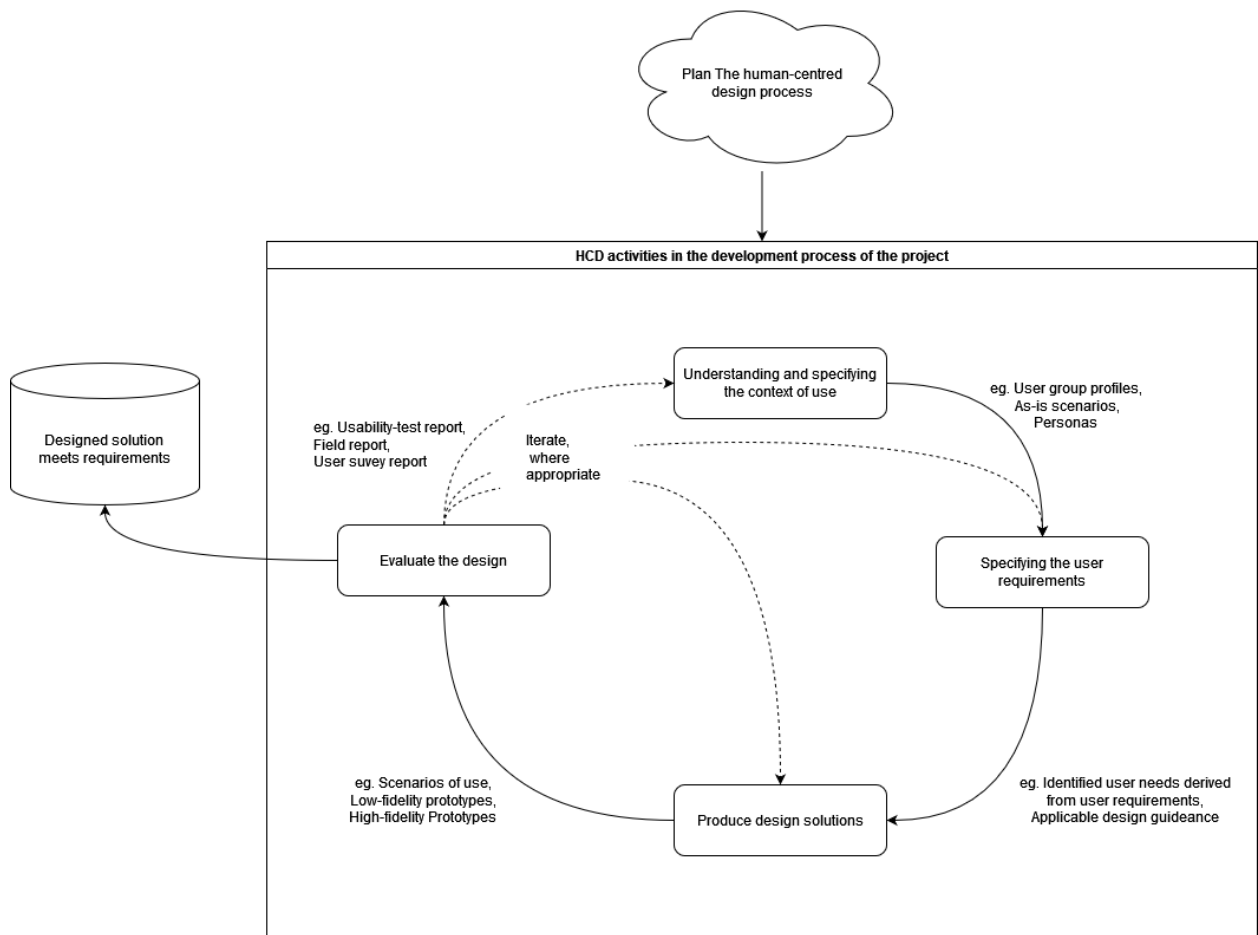 Plan The human-centred
design process
HCD activities in the development process of the project
Understanding and specifying
the context of use
eg. User group profiles,
As-is scenarios,
Personas
eg. Usability-test report,
Field report,
User suvey report
Iterate,
where
appropriate
Designed solution
meets requirements
Evaluate the design
Specifying the user
requirements
eg. Scenarios of use,
Low-fidelity prototypes,
High-fidelity Prototypes
Produce design solutions
eg. Identified user needs derived
from user requirements,
Applicable design guideance